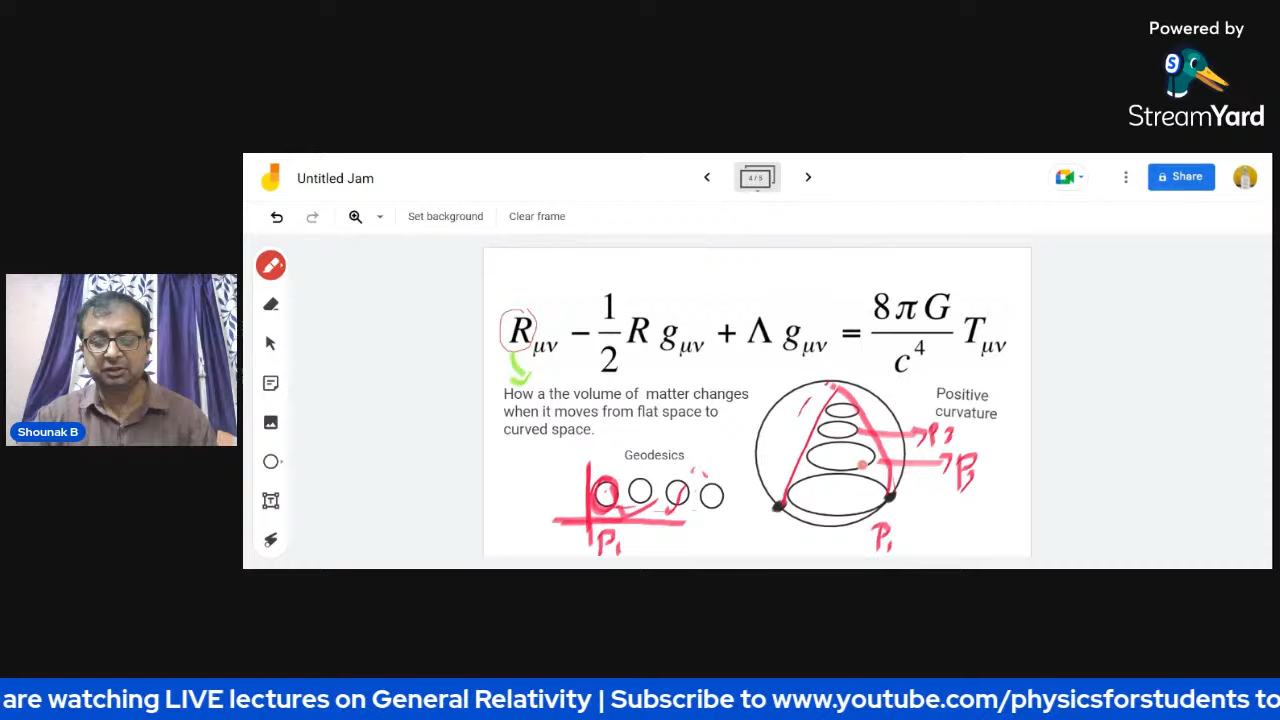 Powered by
StreamYard
Untitled Jam
4 / 5
Share
Set background
Clear frame
R_μν − 1/2 R g_μν + Λ g_μν = 8πG/c⁴ T_μν
How a the volume of matter changes
when it moves from flat space to
curved space.
Positive
curvature
Geodesics
P₁
P₁
Shounak B
are watching LIVE lectures on General Relativity | Subscribe to www.youtube.com/physicsforstudents to